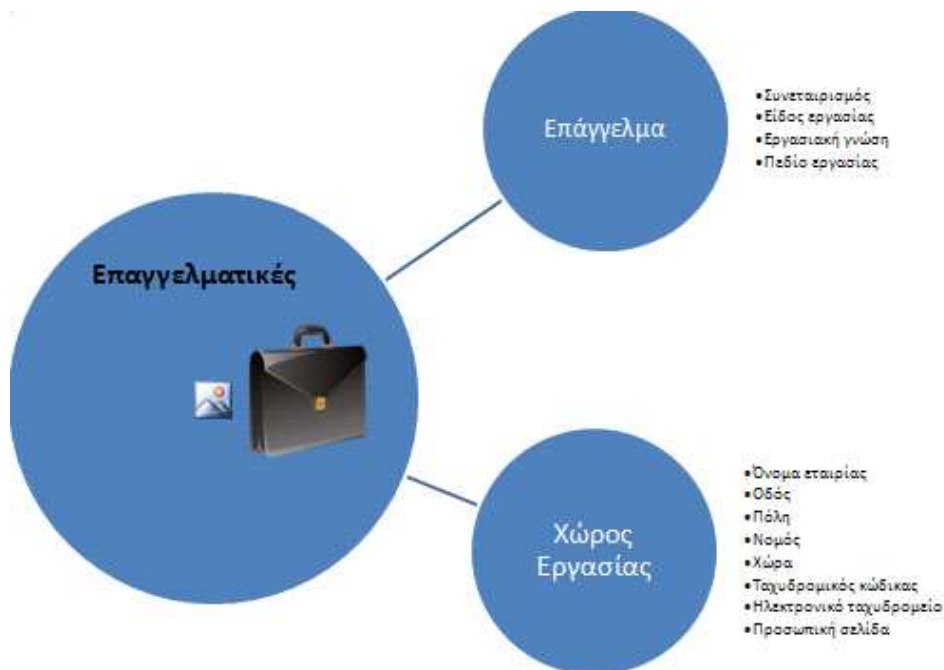 Επαγγελματικές
Επάγγελμα
•Συνεταιρισμός
•Είδος εργασίας
•Εργασιακή γνώση
•Πεδίο εργασίας
Χώρος
Εργασίας
•Όνομα εταιρίας
•Οδός
•Πόλη
•Νομός
•Χώρα
•Ταχυδρομικός κώδικας
•Ηλεκτρονικό ταχυδρομείο
•Προσωπική σελίδα